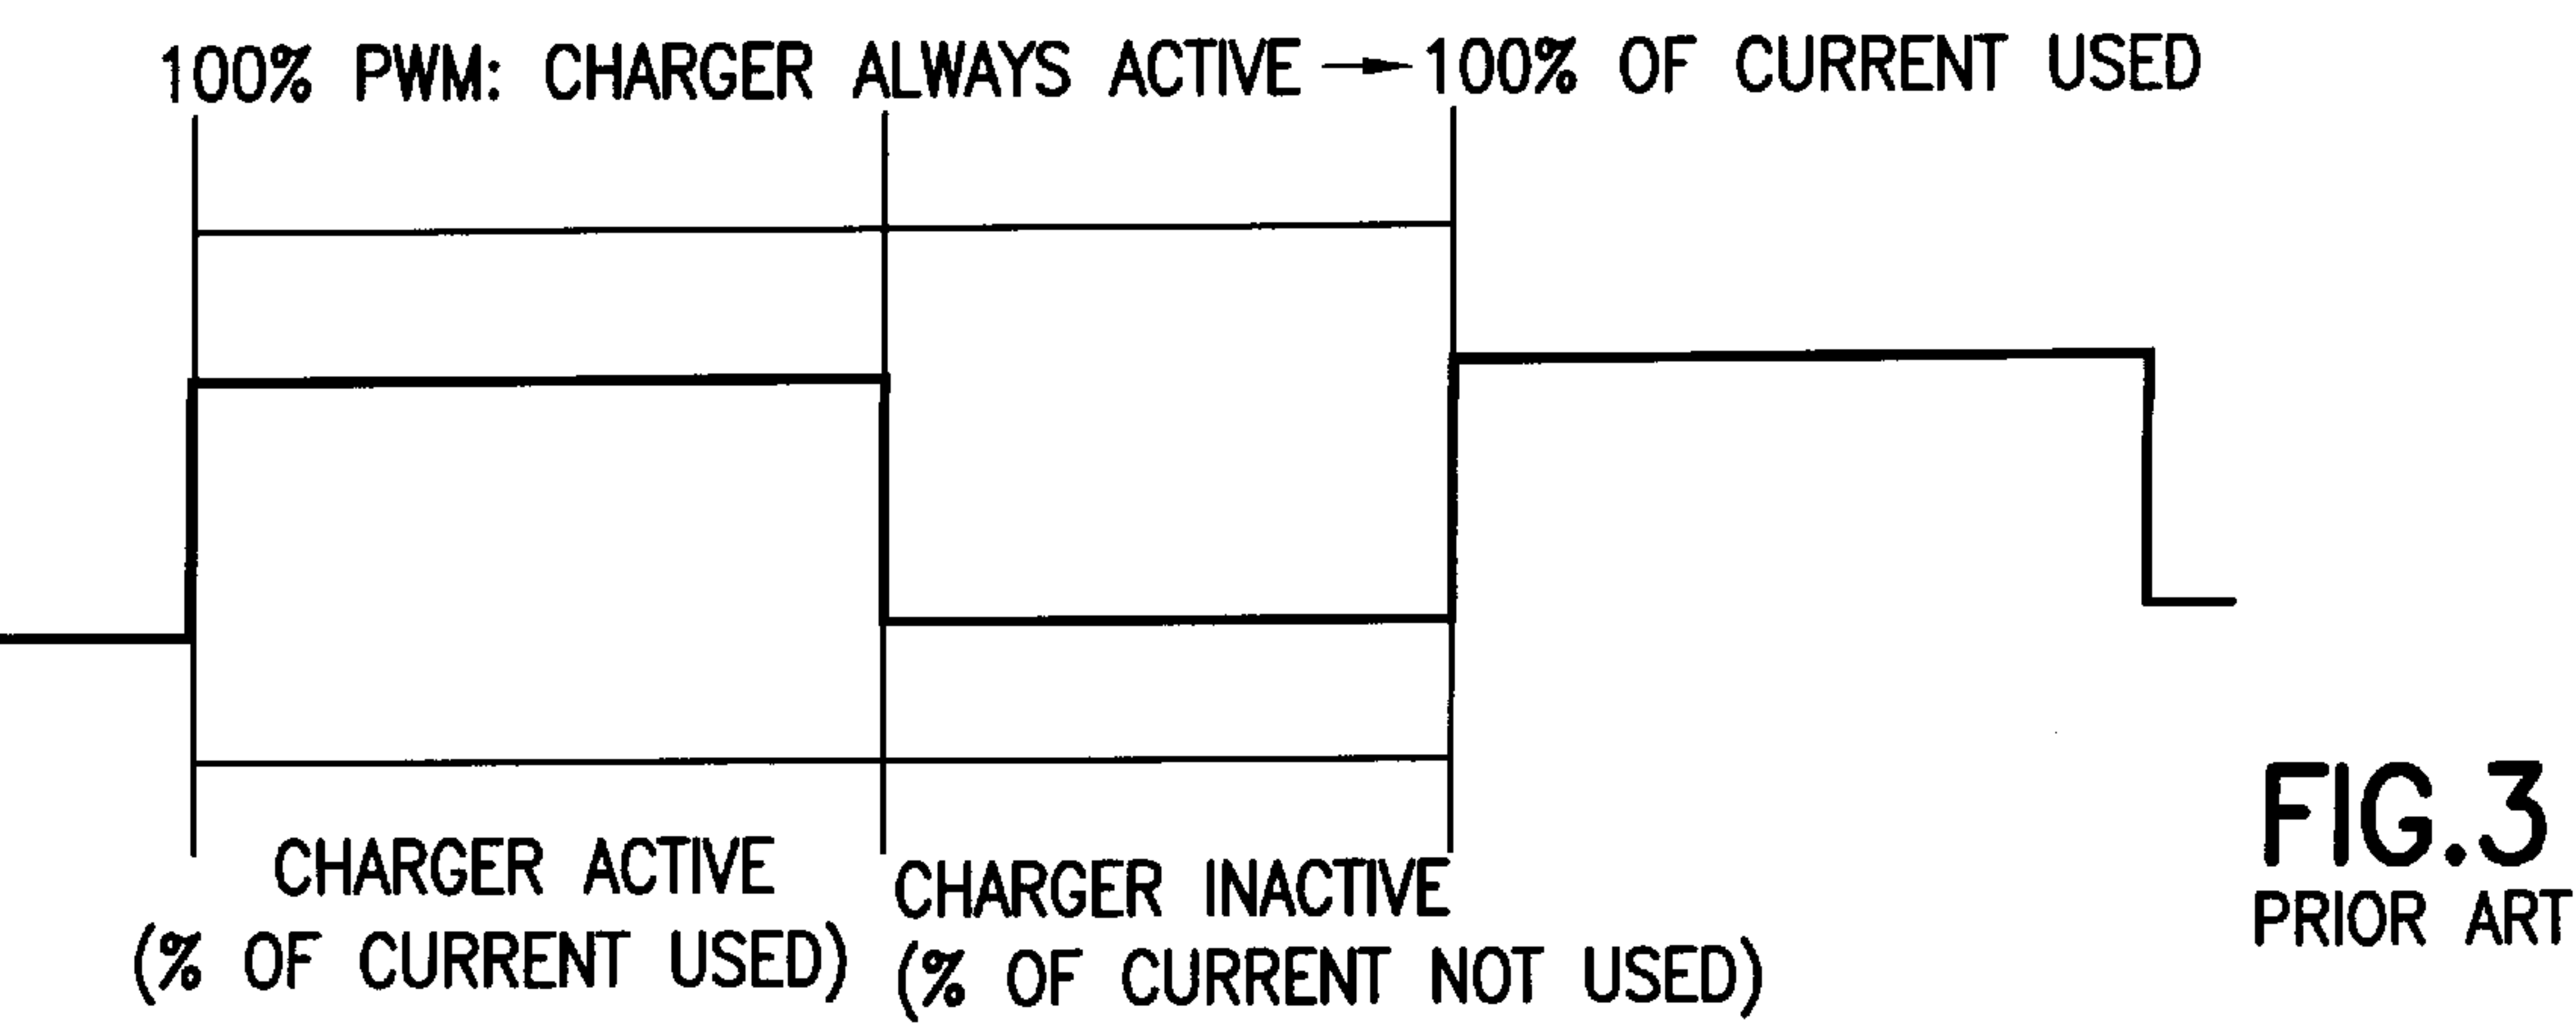 100% PWM: CHARGER ALWAYS ACTIVE → 100% OF CURRENT USED
CHARGER ACTIVE
(% OF CURRENT USED)
CHARGER INACTIVE
(% OF CURRENT NOT USED)
FIG.3
PRIOR ART